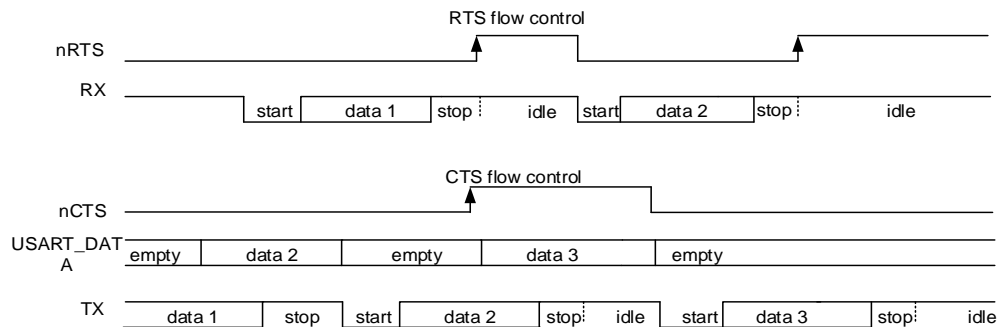 RTS flow control
nRTS
RX
start data 1 stop idle start data 2 stop idle
CTS flow control
nCTS
USART_DAT
A
empty data 2 empty data 3 empty
TX
data 1 stop start data 2 stop idle start data 3 stop idle